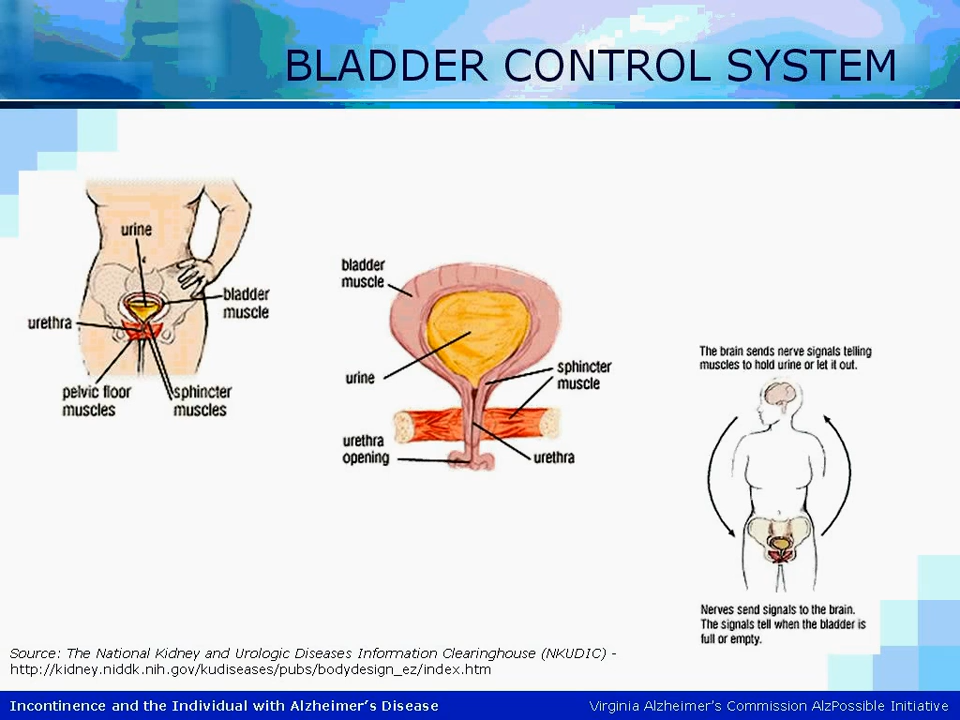 BLADDER CONTROL SYSTEM
urine
bladder
muscle
urethra
pelvic floor
muscles
sphincter
muscles
bladder
muscle
urine
sphincter
muscle
urethra
opening
urethra
The brain sends nerve signals telling
muscles to hold urine or let it out.
Nerves send signals to the brain.
The signals tell when the bladder is
full or empty.
Source: The National Kidney and Urologic Diseases Information Clearinghouse (NKUDIC) -
http://kidney.niddk.nih.gov/kudiseases/pubs/bodydesign_ez/index.htm
Incontinence and the Individual with Alzheimer's Disease
Virginia Alzheimer's Commission AlzPossible Initiative